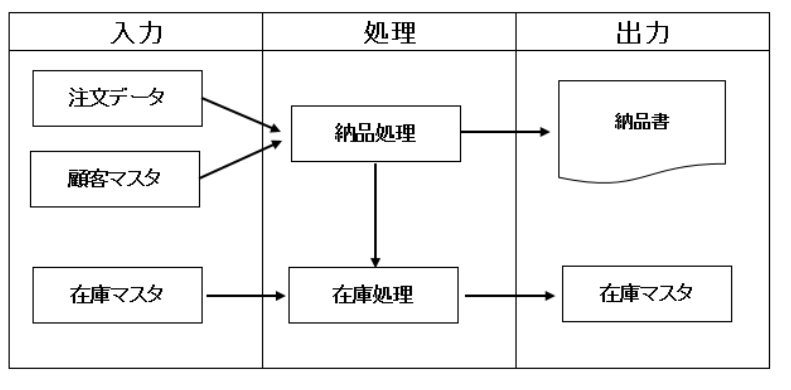 入力
処理
出力
注文データ
顧客マスタ
納品処理
納品書
在庫マスタ
在庫処理
在庫マスタ